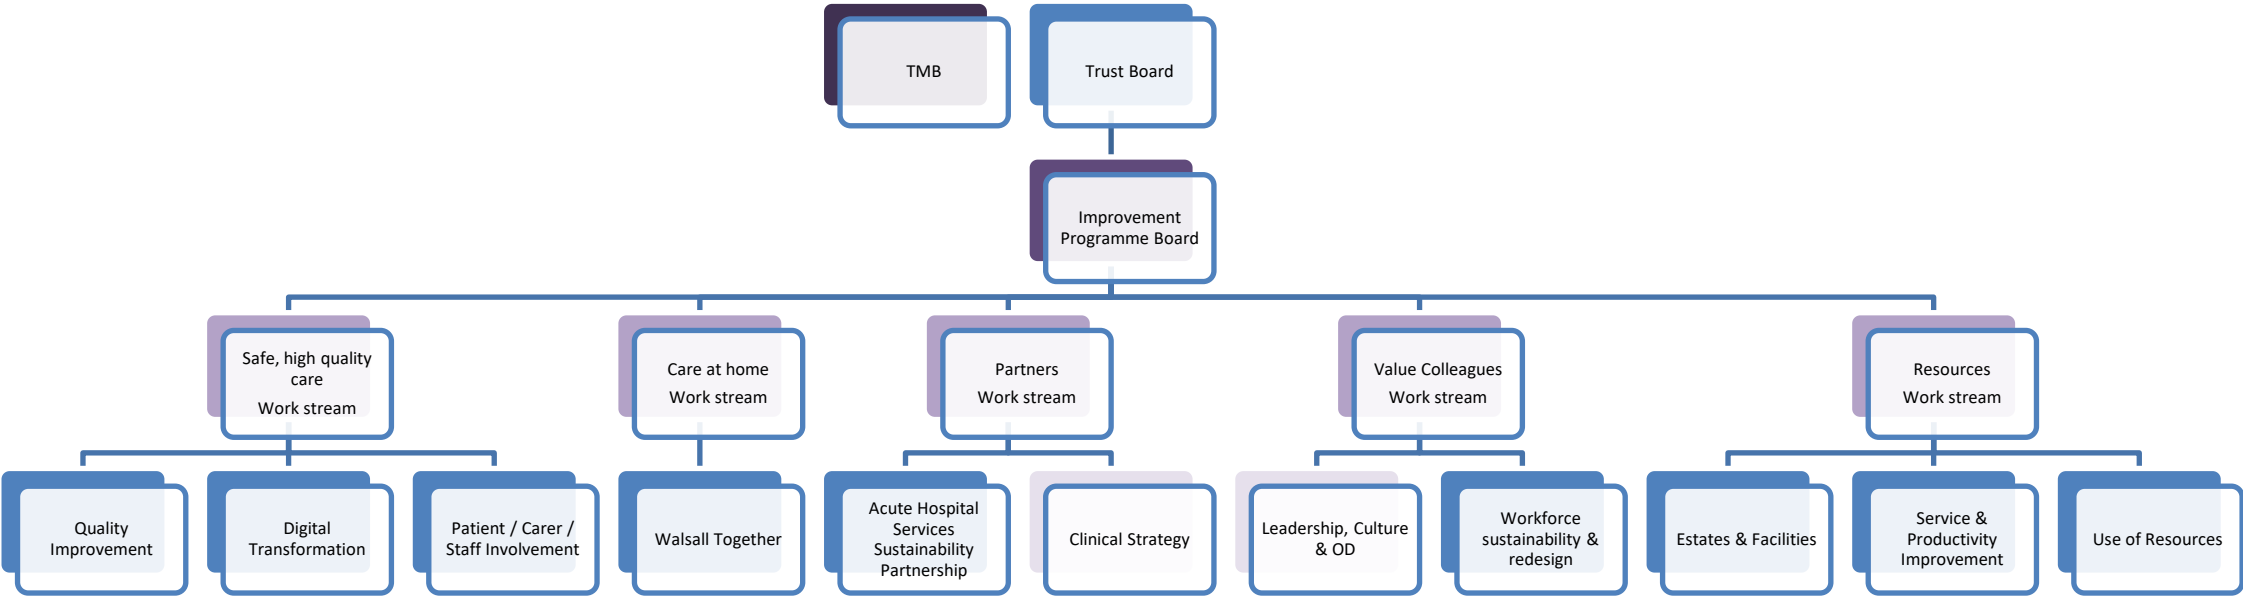 TMB
Trust Board
Improvement
Programme Board
Safe, high quality
care
Work stream
Care at home
Work stream
Partners
Work stream
Value Colleagues
Work stream
Resources
Work stream
Quality
Improvement
Digital
Transformation
Patient / Carer /
Staff Involvement
Walsall Together
Acute Hospital
Services
Sustainability
Partnership
Clinical Strategy
Leadership, Culture
& OD
Workforce
sustainability &
redesign
Estates & Facilities
Service &
Productivity
Improvement
Use of Resources